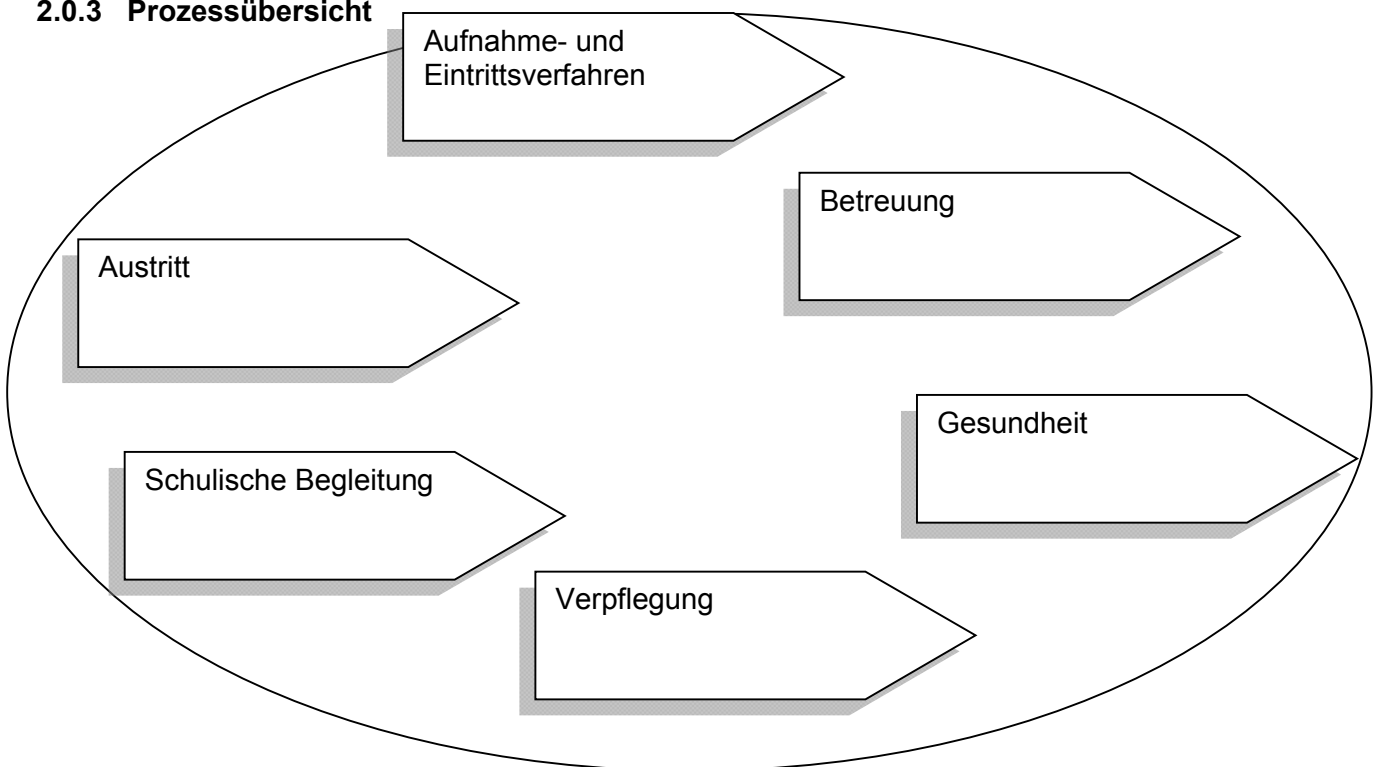 2.0.3 Prozessübersicht
Aufnahme- und
Eintrittsverfahren
Betreuung
Austritt
Gesundheit
Schulische Begleitung
Verpflegung